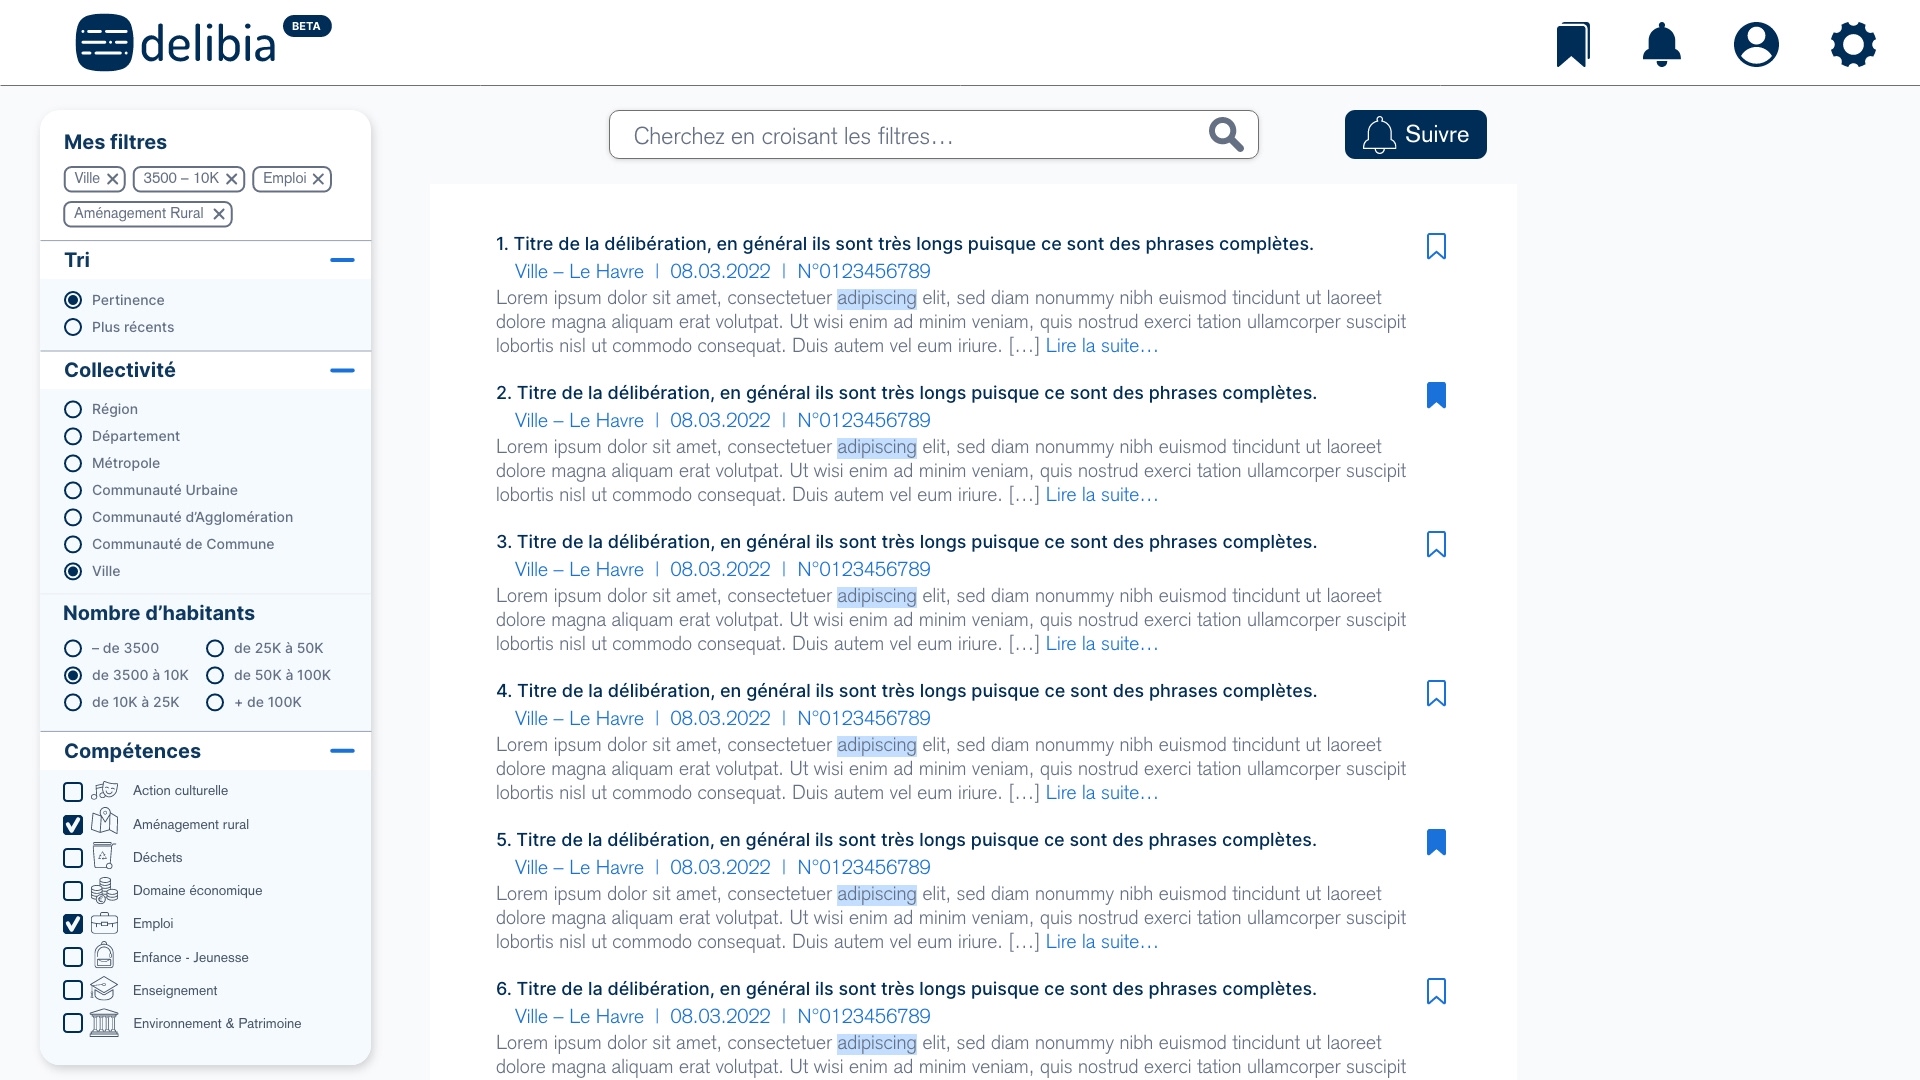 delibia BETA
Mes filtres
Ville
3500 – 10K
Emploi
Aménagement Rural
Tri
Pertinence
Plus récents
Collectivité
Région
Département
Métropole
Communauté Urbaine
Communauté d’Agglomération
Communauté de Commune
Ville
Nombre d’habitants
– de 3500
de 25K à 50K
de 3500 à 10K
de 50K à 100K
de 10K à 25K
+ de 100K
Compétences
Action culturelle
Aménagement rural
Déchets
Domaine économique
Emploi
Enfance - Jeunesse
Enseignement
Environnement & Patrimoine
Cherchez en croisant les filtres…
Suivre
1. Titre de la délibération, en général ils sont très longs puisque ce sont des phrases complètes.
Ville – Le Havre | 08.03.2022 | N°0123456789
Lorem ipsum dolor sit amet, consectetuer adipiscing elit, sed diam nonummy nibh euismod tincidunt ut laoreet
dolore magna aliquam erat volutpat. Ut wisi enim ad minim veniam, quis nostrud exerci tation ullamcorper suscipit
lobortis nisl ut commodo consequat. Duis autem vel eum iriure. […] Lire la suite…
2. Titre de la délibération, en général ils sont très longs puisque ce sont des phrases complètes.
Ville – Le Havre | 08.03.2022 | N°0123456789
Lorem ipsum dolor sit amet, consectetuer adipiscing elit, sed diam nonummy nibh euismod tincidunt ut laoreet
dolore magna aliquam erat volutpat. Ut wisi enim ad minim veniam, quis nostrud exerci tation ullamcorper suscipit
lobortis nisl ut commodo consequat. Duis autem vel eum iriure. […] Lire la suite…
3. Titre de la délibération, en général ils sont très longs puisque ce sont des phrases complètes.
Ville – Le Havre | 08.03.2022 | N°0123456789
Lorem ipsum dolor sit amet, consectetuer adipiscing elit, sed diam nonummy nibh euismod tincidunt ut laoreet
dolore magna aliquam erat volutpat. Ut wisi enim ad minim veniam, quis nostrud exerci tation ullamcorper suscipit
lobortis nisl ut commodo consequat. Duis autem vel eum iriure. […] Lire la suite…
4. Titre de la délibération, en général ils sont très longs puisque ce sont des phrases complètes.
Ville – Le Havre | 08.03.2022 | N°0123456789
Lorem ipsum dolor sit amet, consectetuer adipiscing elit, sed diam nonummy nibh euismod tincidunt ut laoreet
dolore magna aliquam erat volutpat. Ut wisi enim ad minim veniam, quis nostrud exerci tation ullamcorper suscipit
lobortis nisl ut commodo consequat. Duis autem vel eum iriure. […] Lire la suite…
5. Titre de la délibération, en général ils sont très longs puisque ce sont des phrases complètes.
Ville – Le Havre | 08.03.2022 | N°0123456789
Lorem ipsum dolor sit amet, consectetuer adipiscing elit, sed diam nonummy nibh euismod tincidunt ut laoreet
dolore magna aliquam erat volutpat. Ut wisi enim ad minim veniam, quis nostrud exerci tation ullamcorper suscipit
lobortis nisl ut commodo consequat. Duis autem vel eum iriure. […] Lire la suite…
6. Titre de la délibération, en général ils sont très longs puisque ce sont des phrases complètes.
Ville – Le Havre | 08.03.2022 | N°0123456789
Lorem ipsum dolor sit amet, consectetuer adipiscing elit, sed diam nonummy nibh euismod tincidunt ut laoreet
dolore magna aliquam erat volutpat. Ut wisi enim ad minim veniam, quis nostrud exerci tation ullamcorper suscipit